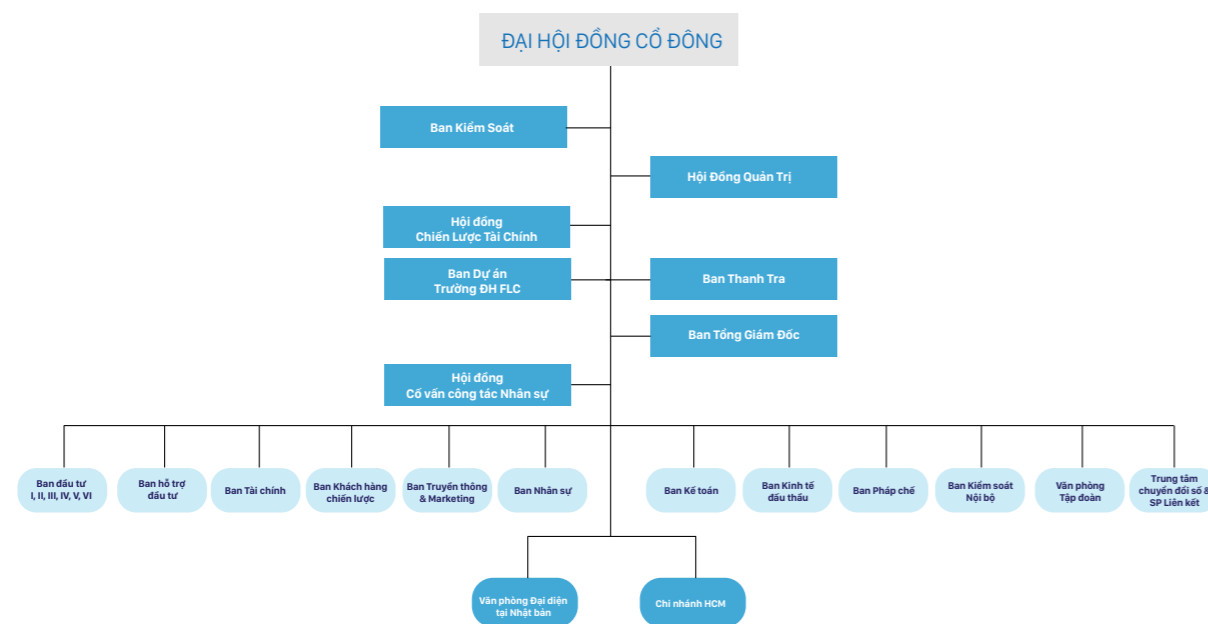 ĐẠI HỘI ĐỒNG CỔ ĐÔNG
Ban Kiểm Soát
Hội Đồng Quản Trị
Hội đồng
Chiến Lược Tài Chính
Ban Dự án
Trường ĐH FLC
Ban Thanh Tra
Ban Tổng Giám Đốc
Hội đồng
Cố vấn công tác Nhân sự
Ban đầu tư
I, II, III, IV, V, VI
Ban hỗ trợ
đầu tư
Ban Tài chính
Ban Khách hàng
chiến lược
Ban Truyền thông
& Marketing
Ban Nhân sự
Ban Kế toán
Ban Kinh tế
đấu thầu
Ban Pháp chế
Ban Kiểm soát
Nội bộ
Văn phòng
Tập đoàn
Trung tâm
chuyển đổi số &
SP Liên kết
Văn phòng Đại diện
tại Nhật bản
Chi nhánh HCM